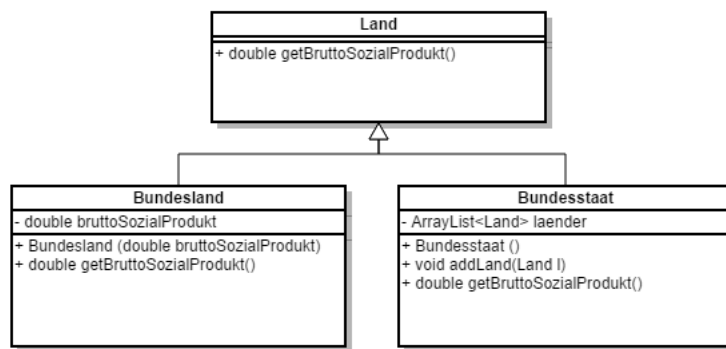 Land
+ double getBruttoSozialProdukt()
Bundesland
- double bruttoSozialProdukt
+ Bundesland (double bruttoSozialProdukt)
+ double getBruttoSozialProdukt()
Bundesstaat
- ArrayList<Land> laender
+ Bundesstaat ()
+ void addLand(Land l)
+ double getBruttoSozialProdukt()